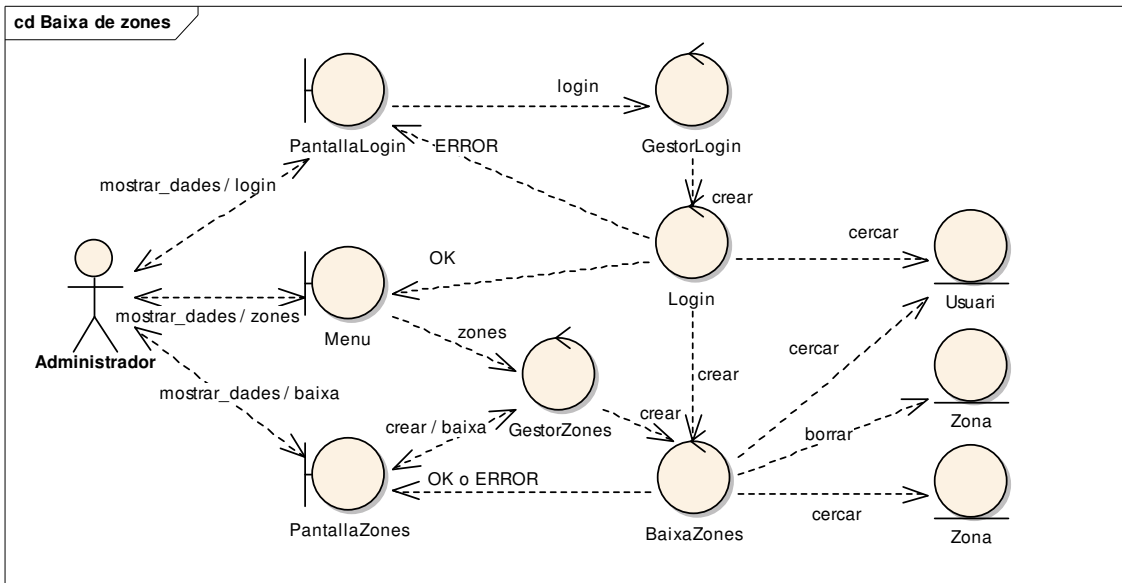 cd Baixa de zones
login
PantallaLogin
ERROR
GestorLogin
mostrar_dades / login
crear
cercar
OK
Login
Usuari
mostrar_dades / zones
Menu
zones
cercar
Administrador
crear
mostrar_dades / baixa
crear / baixa
GestorZones
crear
borrar
Zona
OK o ERROR
PantallaZones
BaixaZones
cercar
Zona